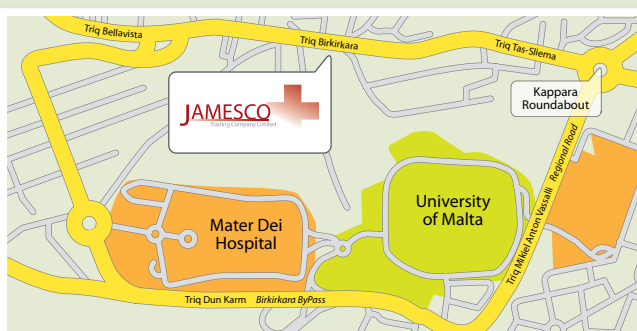 Triq Bellavista
Triq Birkirkara
Triq Tas-Sliema
JAMESCO
Trading Company Limited
Kappara
Roundabout
Mater Dei
Hospital
University
of Malta
Triq Mikiel Anton Vassalli Regional Road
Triq Dun Karm Birkirkara ByPass